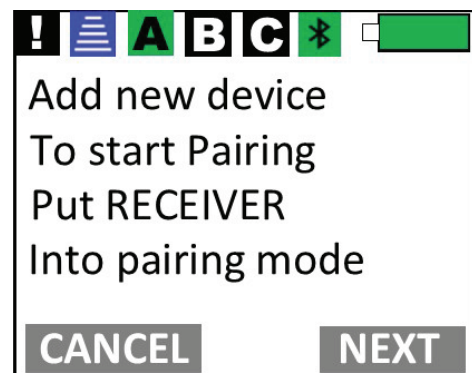 ! A B C
Add new device
To start Pairing
Put RECEIVER
Into pairing mode
CANCEL NEXT